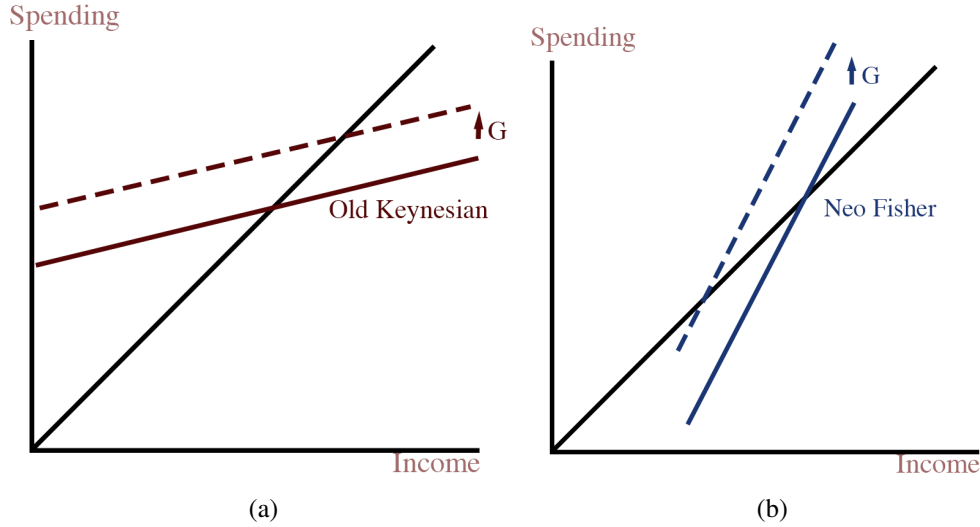 Spending
G
Old Keynesian
Income
(a)
Spending
G
Neo Fisher
Income
(b)